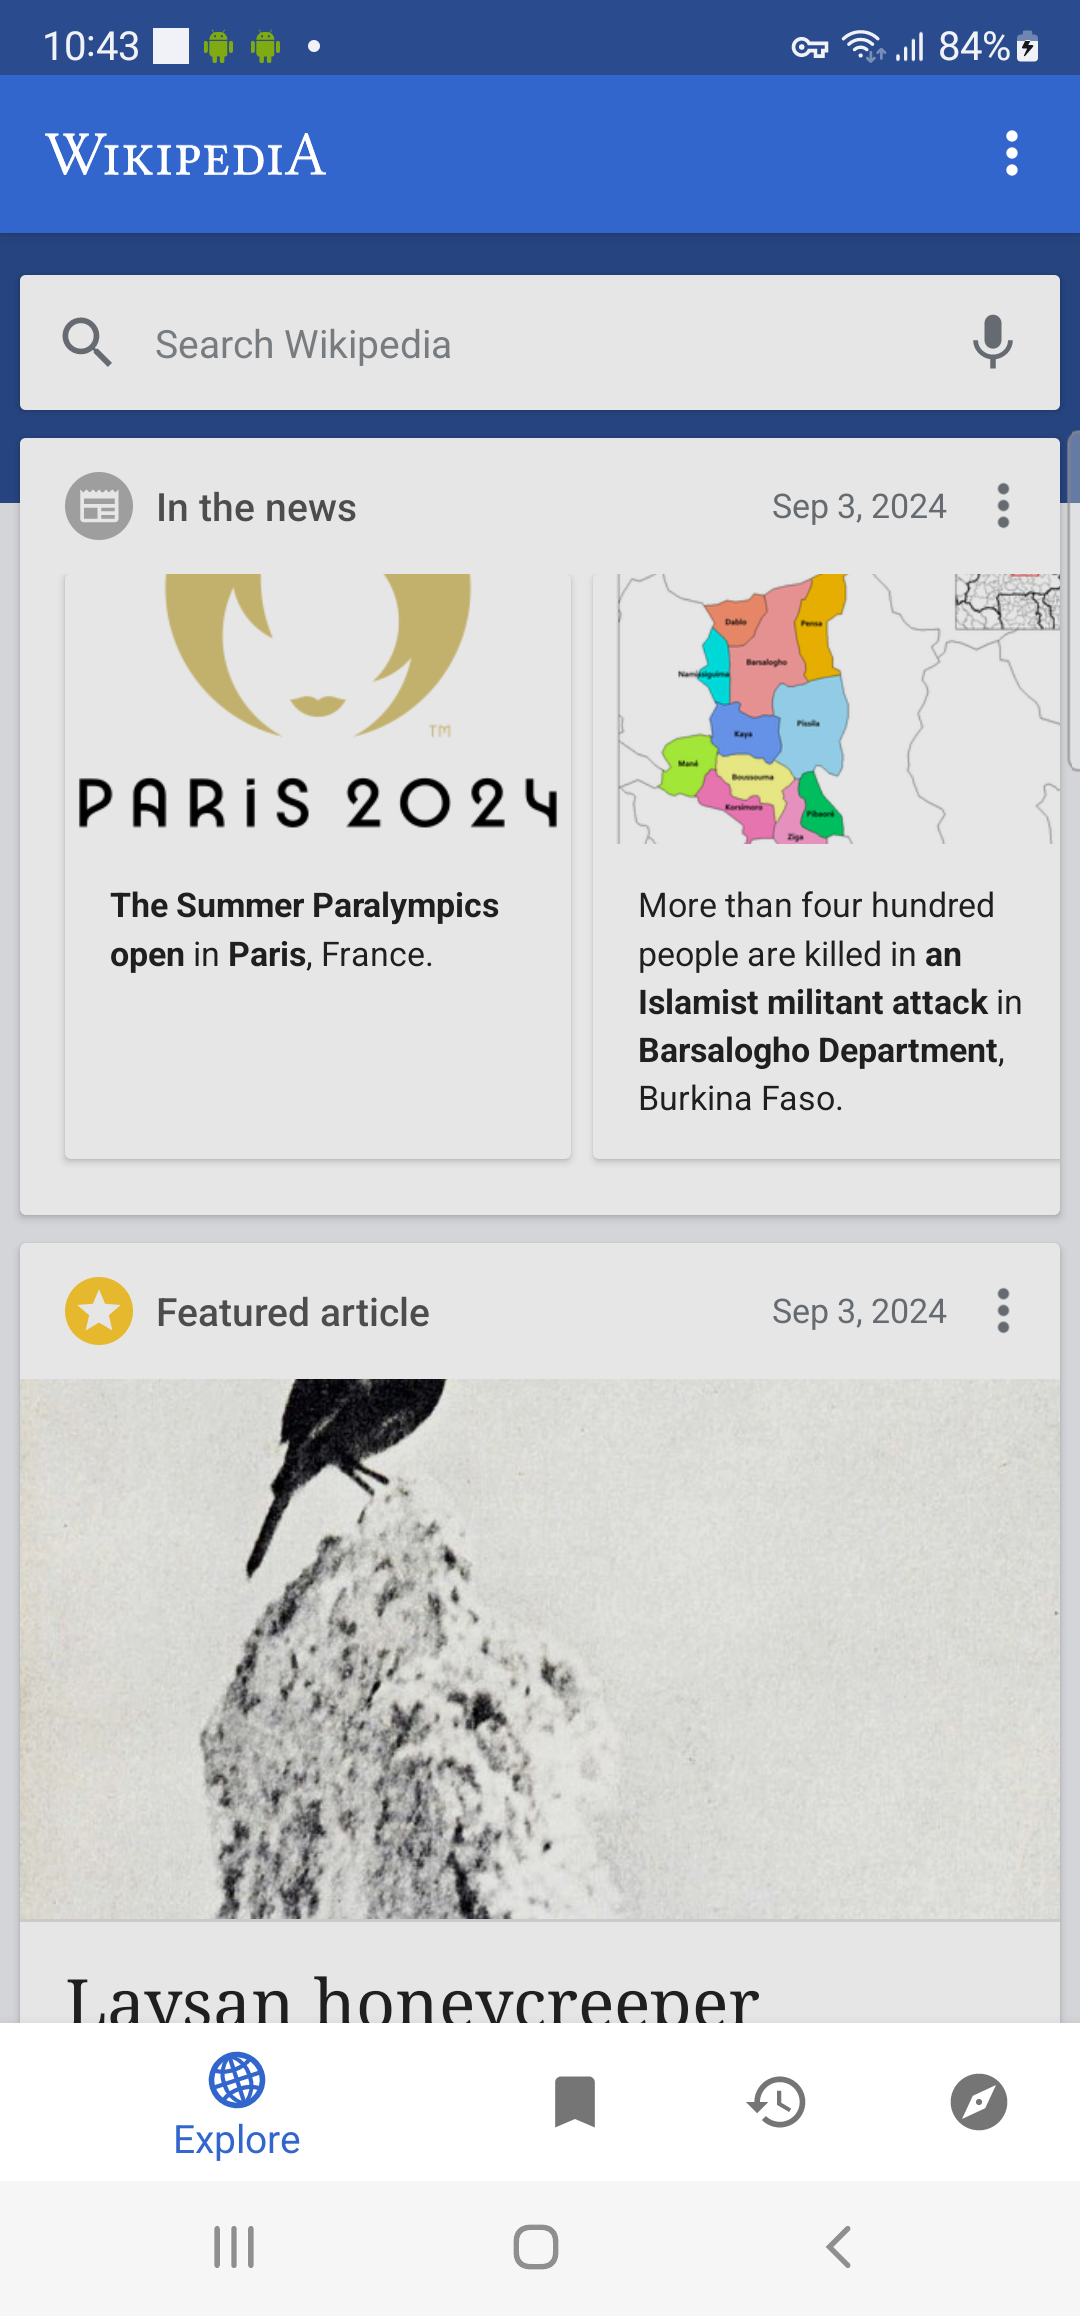 10:43 84%
WIKIPEDIA
Search Wikipedia
In the news Sep 3, 2024
TM
PARiS 2024
The Summer Paralympics
open in Paris, France.
Dablo
Pensa
Barsalogho
Namissiguima
Pissila
Kaya
Mané
Boussouma
Korsimoro
Pibaoré
Ziga
More than four hundred
people are killed in an
Islamist militant attack in
Barsalogho Department,
Burkina Faso.
Featured article Sep 3, 2024
Laysan honeycreeper
Explore